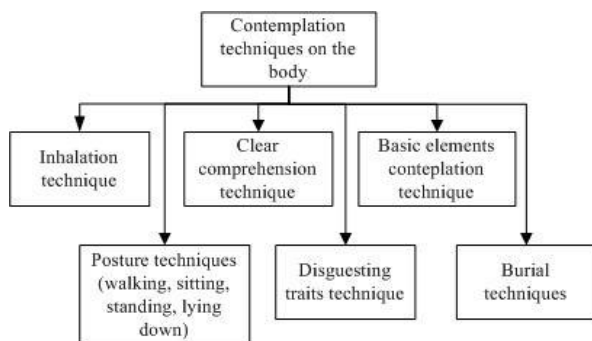 Contemplation
techniques on the
body
Inhalation
technique
Clear
comprehension
technique
Basic elements
conteplation
technique
Posture techniques
(walking, sitting,
standing, lying
down)
Disguesting
traits technique
Burial
techniques